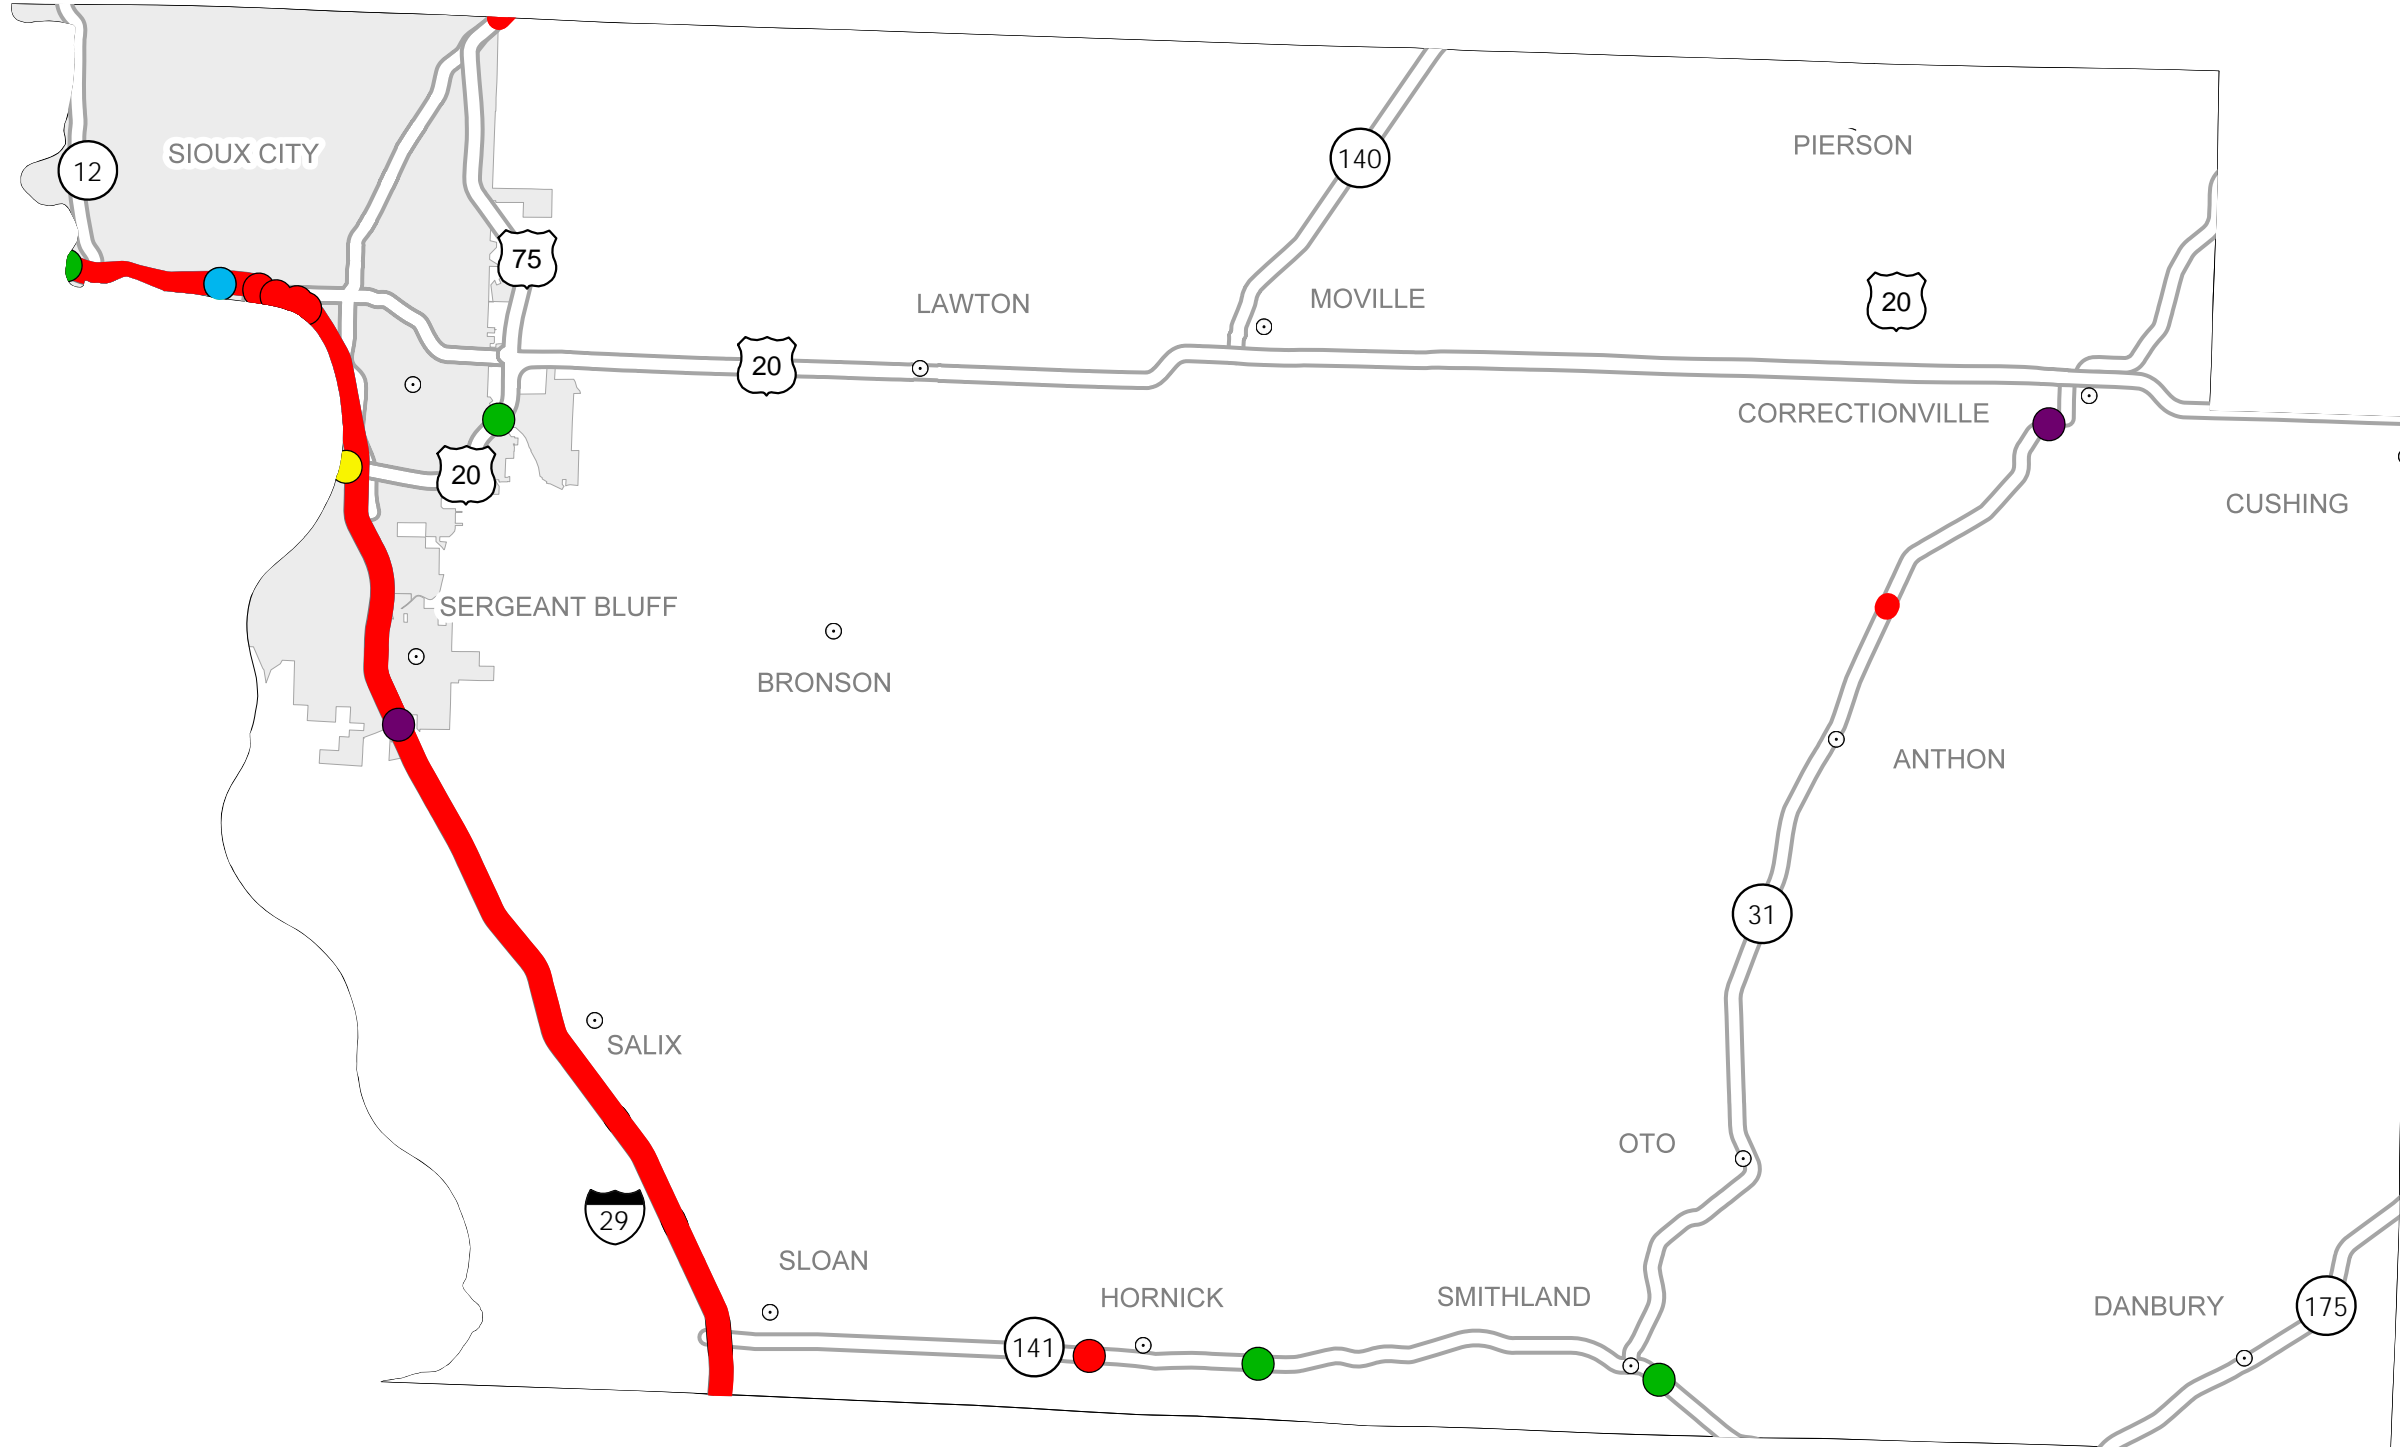 PIERSON
SIOUX CITY
140
12
75
MOVILLE
20
LAWTON
20
CORRECTIONVILLE
20
CUSHING
SERGEANT BLUFF
BRONSON
ANTHON
31
SALIX
OTO
29
SLOAN
HORNICK
SMITHLAND
DANBURY
175
141